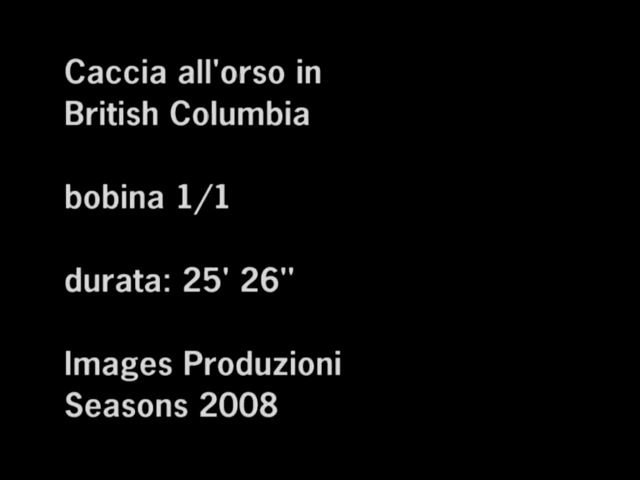 Caccia all'orso in
British Columbia
bobina 1/1
durata: 25' 26''
Images Produzioni
Seasons 2008